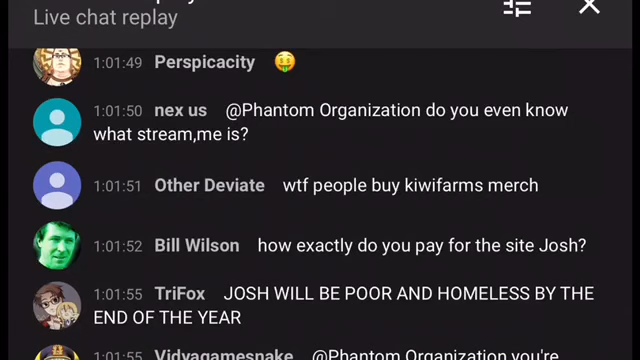 Live chat replay
1:01:49 Perspicacity 🤑
1:01:50 nex us @Phantom Organization do you even know
what stream,me is?
1:01:51 Other Deviate wtf people buy kiwifarms merch
1:01:52 Bill Wilson how exactly do you pay for the site Josh?
1:01:55 TriFox JOSH WILL BE POOR AND HOMELESS BY THE
END OF THE YEAR
1:01:55 Vidyagamesnake @Phantom Organization you're